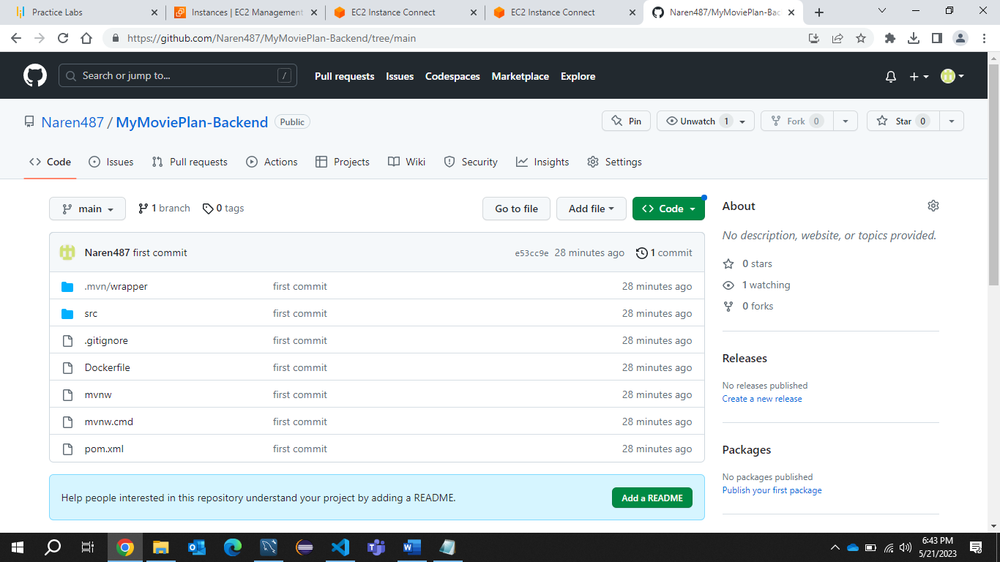 Practice Labs
Instances | EC2 Management
EC2 Instance Connect
EC2 Instance Connect
Naren487/MyMoviePlan-Bac
https://github.com/Naren487/MyMoviePlan-Backend/tree/main
Search or jump to... /
Pull requests Issues Codespaces Marketplace Explore
Naren487 / MyMoviePlan-Backend Public
Pin Unwatch 1 Fork 0 Star 0
Code Issues Pull requests Actions Projects Wiki Security Insights Settings
main 1 branch 0 tags Go to file Add file Code
Naren487 first commit e53cc9e 28 minutes ago 1 commit
.mvn/wrapper first commit 28 minutes ago
src first commit 28 minutes ago
.gitignore first commit 28 minutes ago
Dockerfile first commit 28 minutes ago
mvnw first commit 28 minutes ago
mvnw.cmd first commit 28 minutes ago
pom.xml first commit 28 minutes ago
Help people interested in this repository understand your project by adding a README. Add a README
About
No description, website, or topics provided.
0 stars
1 watching
0 forks
Releases
No releases published
Create a new release
Packages
No packages published
Publish your first package
6:43 PM
5/21/2023